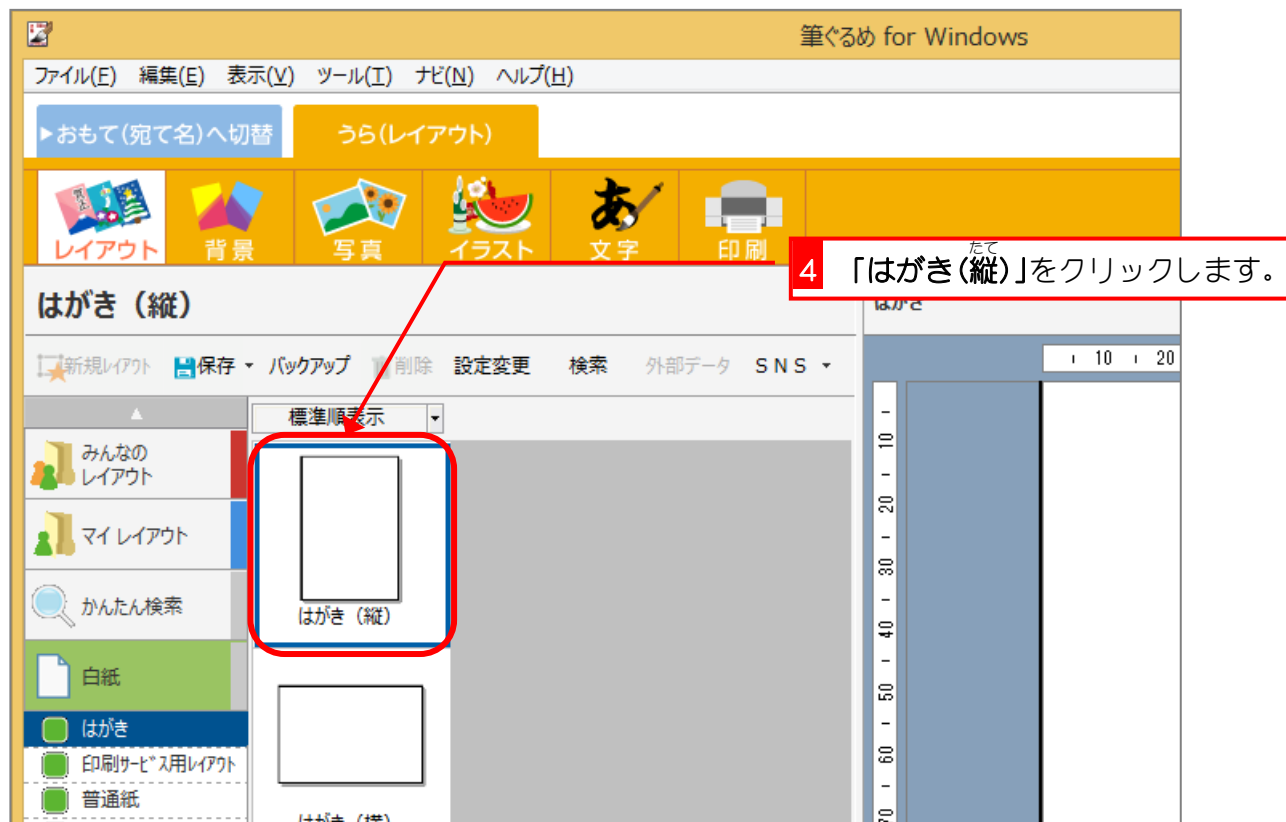 筆ぐるめ for Windows
ファイル(F) 編集(E) 表示(V) ツール(T) ナビ(N) ヘルプ(H)
▶おもて(宛て名)へ切替 うら(レイアウト)
レイアウト 背景 写真 イラスト 文字 印刷
たて
4 「はがき(縦)」をクリックします。
はがき（縦）
はがき
新規レイアウト 保存 バックアップ 削除 設定変更 検索 外部データ SNS
10 20
標準順表示
みんなの
レイアウト
マイ レイアウト
かんたん検索
白紙
はがき
印刷サービス用レイアウト
普通紙
はがき（縦）
はがき（横）
10
20
30
40
50
60
70